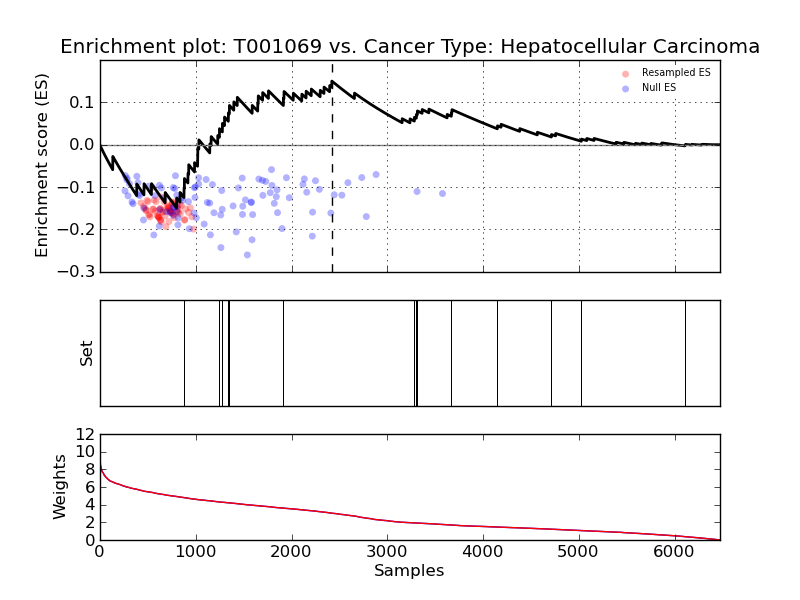 Enrichment plot: T001069 vs. Cancer Type: Hepatocellular Carcinoma
Enrichment score (ES)
0.1
0.0
−0.1
−0.2
−0.3
Resampled ES
Null ES
Set
Weights
12
10
8
6
4
2
0
0 1000 2000 3000 4000 5000 6000
Samples